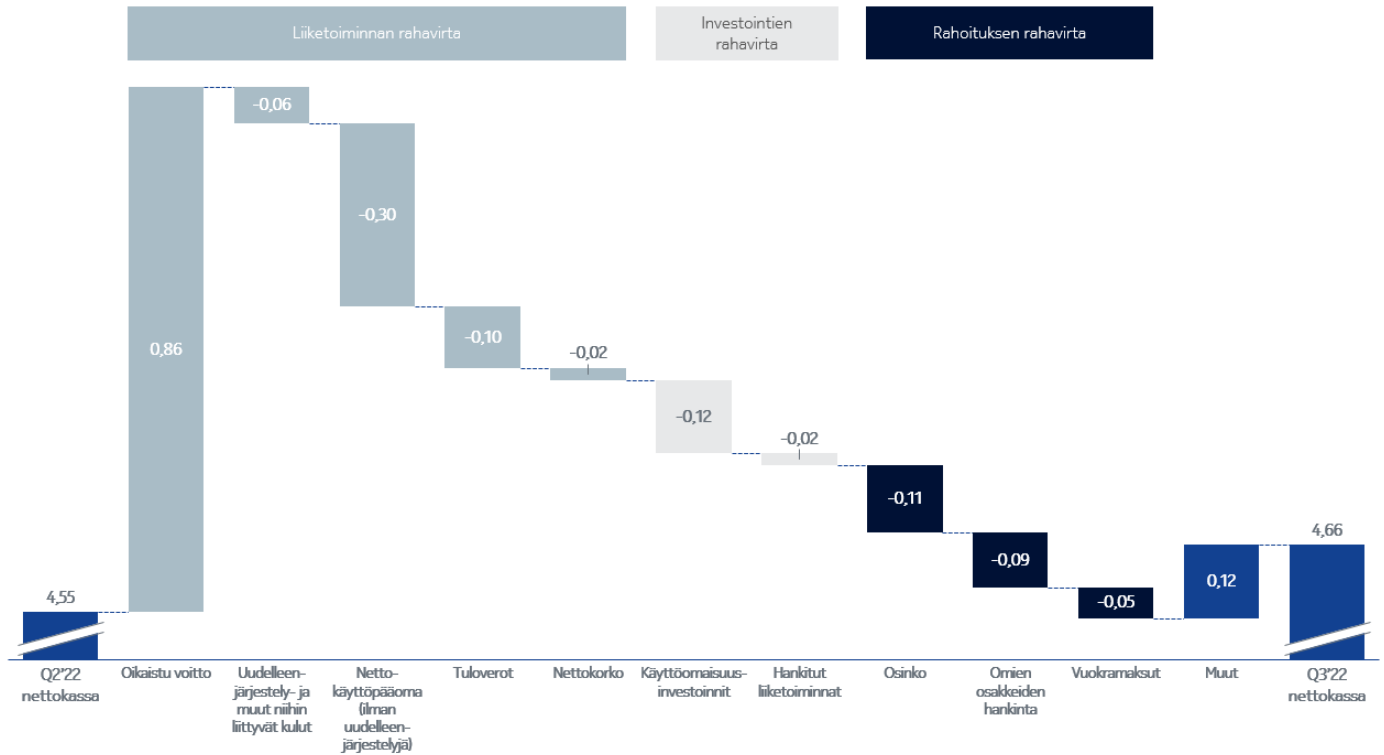 Liiketoiminnan rahavirta
Investointien
rahavirta
Rahoituksen rahavirta
4,55
0,86
-0,06
-0,30
-0,10
-0,02
-0,12
-0,02
-0,11
-0,09
-0,05
0,12
4,66
Q2'22
nettokassa
Oikaistu voitto
Uudelleen-
järjestely- ja
muut niihin
liittyvät kulut
Netto-
käyttöpääoma
(ilman
uudelleen-
järjestelyjä)
Tuloverot
Nettokorko
Käyttöomaisuus-
investoinnit
Hankitut
liiketoiminnat
Osinko
Omien
osakkeiden
hankinta
Vuokramaksut
Muut
Q3'22
nettokassa